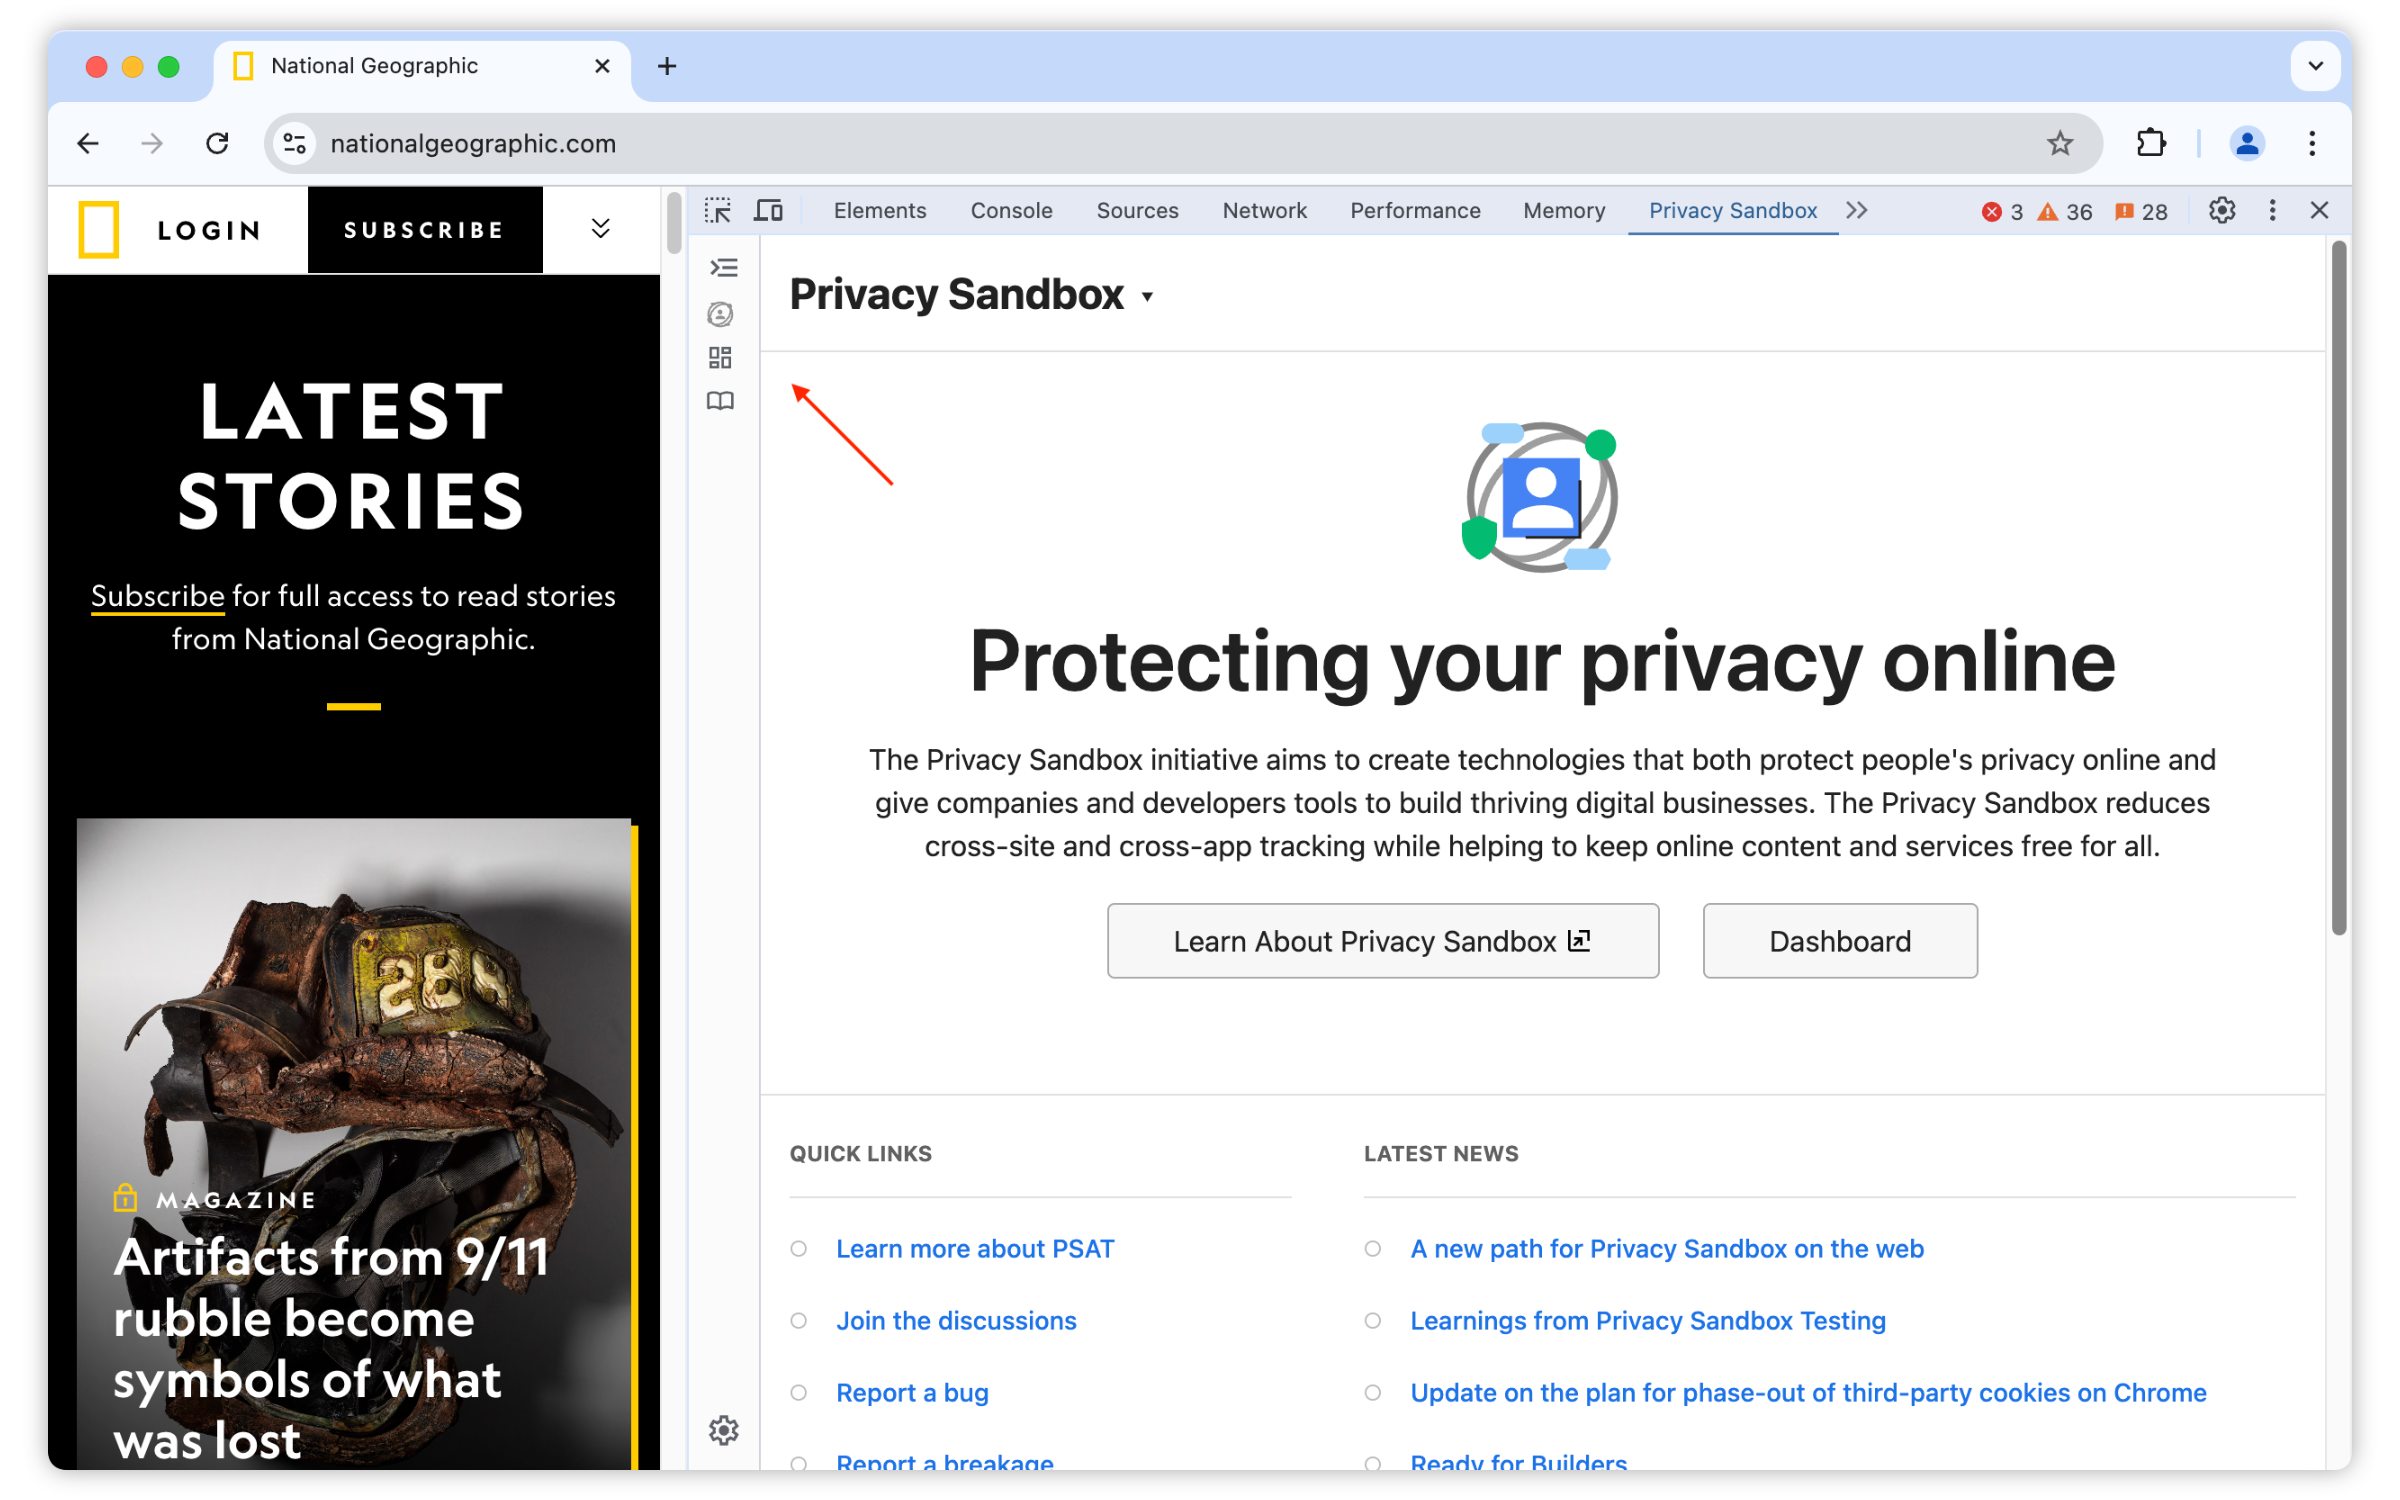 National Geographic
nationalgeographic.com
LOGIN
SUBSCRIBE
LATEST
STORIES
Subscribe for full access to read stories
from National Geographic.
289
MAGAZINE
Artifacts from 9/11
rubble become
symbols of what
was lost
Elements
Console
Sources
Network
Performance
Memory
Privacy Sandbox
3
36
28
Privacy Sandbox
Protecting your privacy online
The Privacy Sandbox initiative aims to create technologies that both protect people's privacy online and
give companies and developers tools to build thriving digital businesses. The Privacy Sandbox reduces
cross-site and cross-app tracking while helping to keep online content and services free for all.
Learn About Privacy Sandbox
Dashboard
QUICK LINKS
Learn more about PSAT
Join the discussions
Report a bug
Report a breakage
LATEST NEWS
A new path for Privacy Sandbox on the web
Learnings from Privacy Sandbox Testing
Update on the plan for phase-out of third-party cookies on Chrome
Ready for Builders